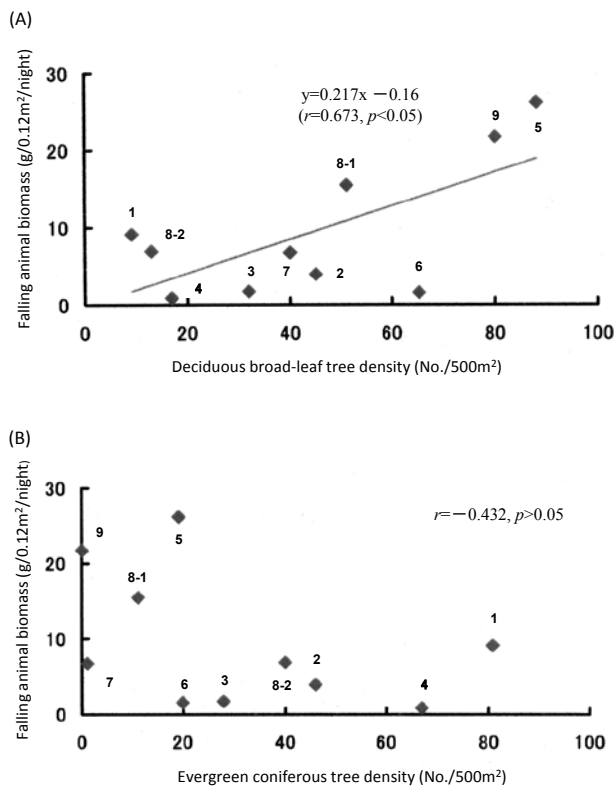 (A)
Falling animal biomass (g/0.12m²/night)
30
20
10
0
0 20 40 60 80 100
y=0.217x －0.16
(r=0.673, p<0.05)
1
8-2
4
3
7
2
8-1
6
9
5
Deciduous broad-leaf tree density (No./500m²)
(B)
Falling animal biomass (g/0.12m²/night)
30
20
10
0
0 20 40 60 80 100
r=－0.432, p>0.05
9
5
8-1
7
6
3
8-2
2
4
1
Evergreen coniferous tree density (No./500m²)